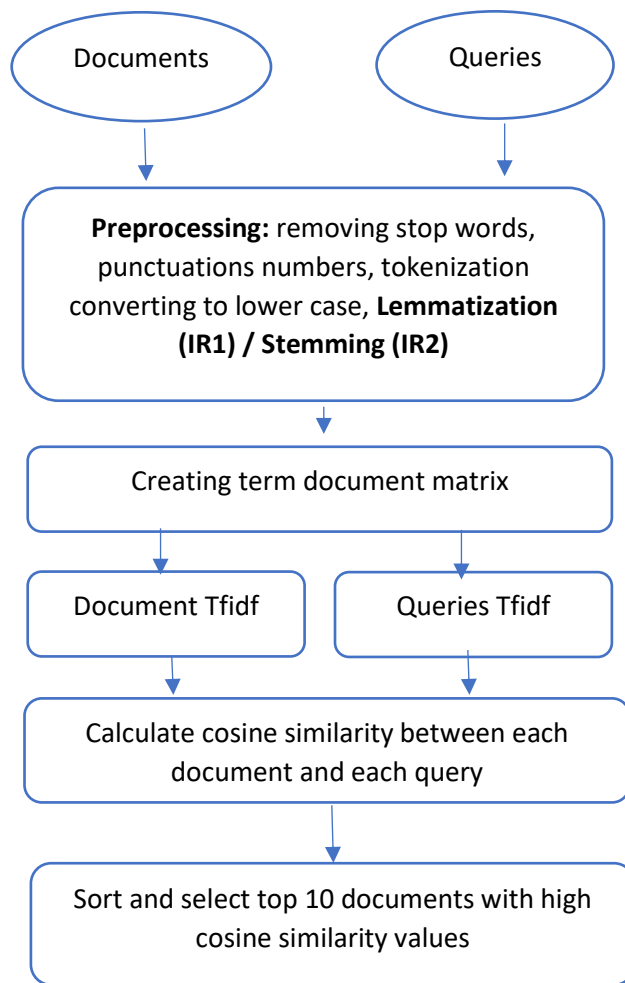 Documents
Queries
Preprocessing: removing stop words,
punctuations numbers, tokenization
converting to lower case, Lemmatization
(IR1) / Stemming (IR2)
Creating term document matrix
Document Tfidf
Queries Tfidf
Calculate cosine similarity between each
document and each query
Sort and select top 10 documents with high
cosine similarity values